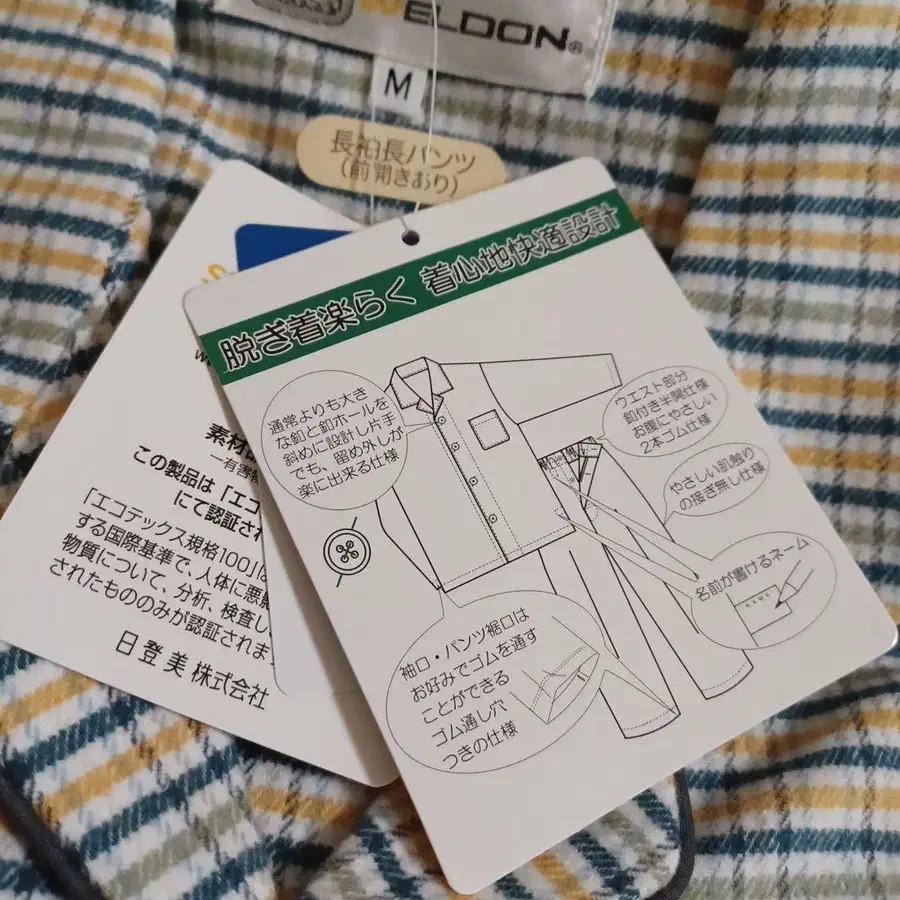 WELDON®
M
長袖長パンツ
(前開きあり)
脱ぎ着楽らく 着心地快適設計
通常よりも大き
な釦と釦ホールを
斜めに設計し片手
でも、留め外しが
楽に出来る仕様
ウエスト部分
釦付き半開仕様
お腹にやさしい
2本ゴム仕様
やさしい肌触り
の接ぎ無し仕様
名前が書けるネーム
NAME
袖口・パンツ裾口は
お好みでゴムを通す
ことができる
ゴム通し穴
つきの仕様
素材
この製品は「エコ
にて認証され
「エコテックス規格100」は
する国際基準で、人体に悪
物質について、分析、検査し
されたもののみが認証されま
日登美株式会社